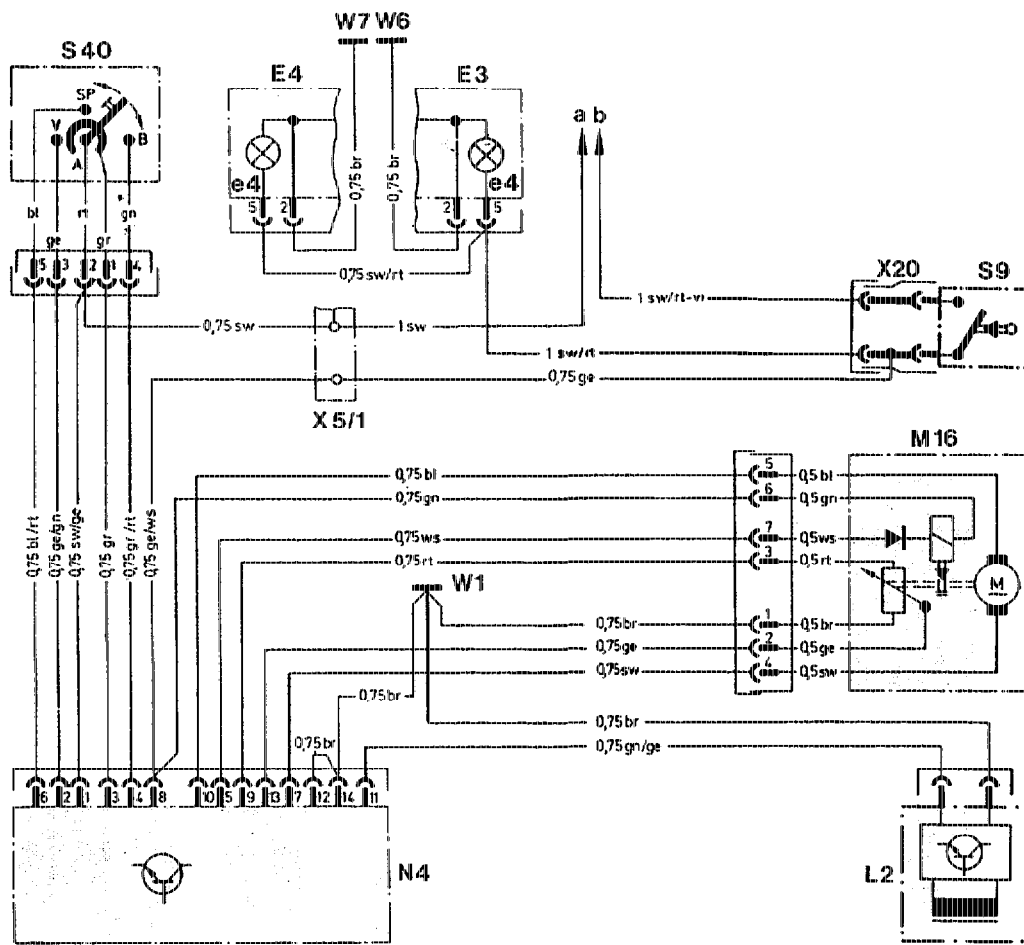 W7 W6
S40
E4
E3
a b
SP
V
B
A
e4
e4
5 2
2 5
bl
rt
gn
ge
gr
0,75 br
0,75 br
5 3 2 1 4
0,75 sw/rt
X20
S9
1 sw/rt-vi
0,75 sw
1 sw
1 sw/rt
0,75 ge
X5/1
M16
0,75 bl
5
0,5 bl
0,75 gn
6
0,5 gn
0,75 ws
7
0,5 ws
0,75 rt
3
0,5 rt
M
0,75 bl/rt
0,75 ge/gn
0,75 sw/ge
0,75 gr
0,75 gr/rt
0,75 ge/ws
W1
0,75 br
1
0,5 br
0,75 ge
2
0,5 ge
0,75 sw
4
0,5 sw
0,75 br
0,75 br
0,75 br
0,75 gn/ge
6 2 1 3 4 8 10 5 9 13 7 12 14 11
N4
L2